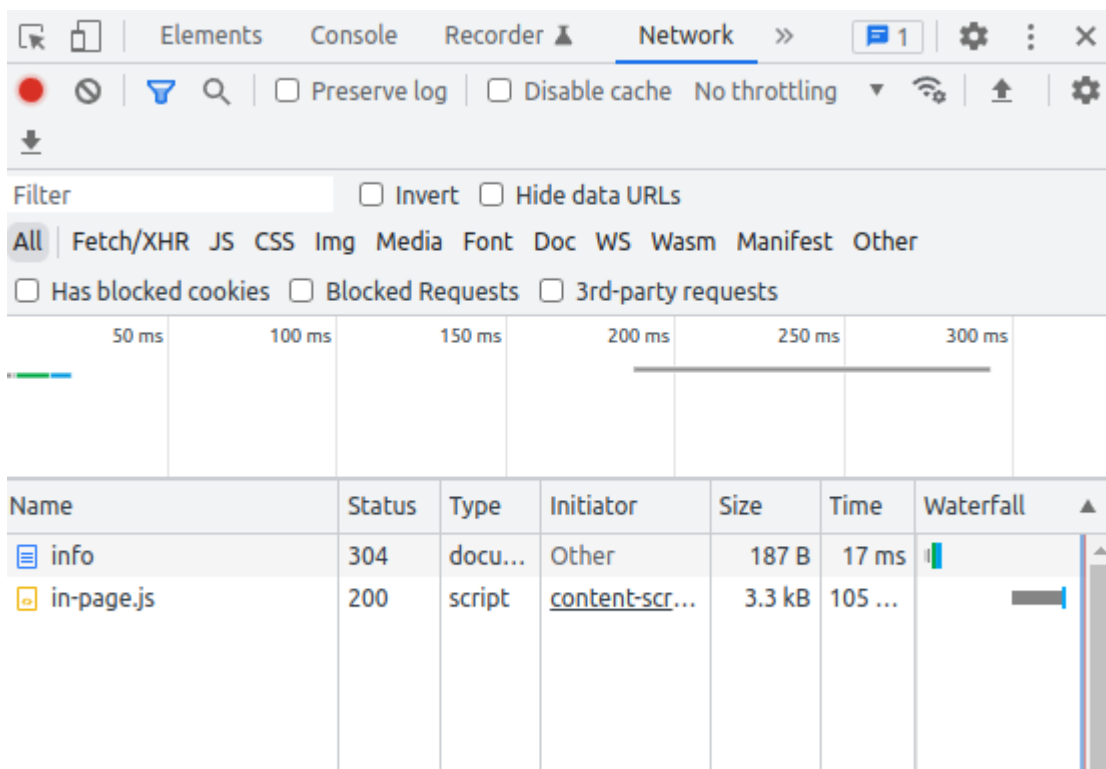 Elements Console Recorder Network 1
Preserve log Disable cache No throttling
Filter Invert Hide data URLs
All Fetch/XHR JS CSS Img Media Font Doc WS Wasm Manifest Other
Has blocked cookies Blocked Requests 3rd-party requests
50 ms 100 ms 150 ms 200 ms 250 ms 300 ms
Name Status Type Initiator Size Time Waterfall
info 304 docu... Other 187 B 17 ms
in-page.js 200 script content-scr... 3.3 kB 105 ...